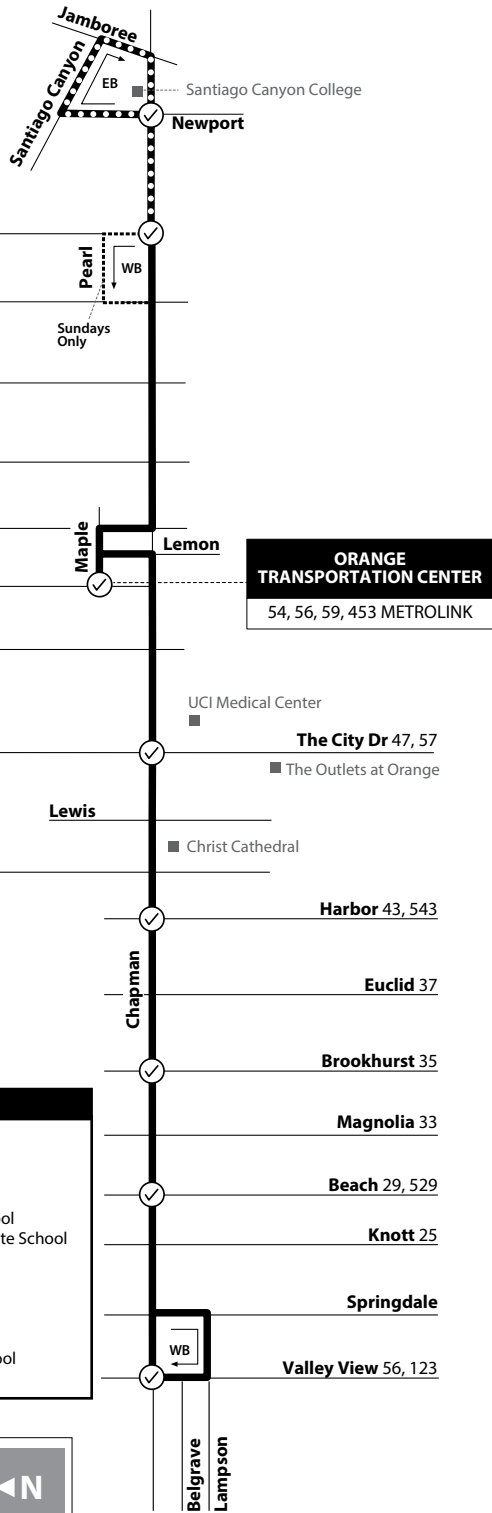 Jamboree
Santiago Canyon
EB
Santiago Canyon College
Newport
Pearl
WB
Sundays
Only
Maple
Lemon
ORANGE
TRANSPORTATION CENTER
54, 56, 59, 453 METROLINK
UCI Medical Center
The City Dr 47, 57
The Outlets at Orange
Lewis
Christ Cathedral
Harbor 43, 543
Chapman
Euclid 37
Brookhurst 35
Magnolia 33
Beach 29, 529
ol
te School
Knott 25
Springdale
WB
ool
Valley View 56, 123
Belgrave
Lampson
N